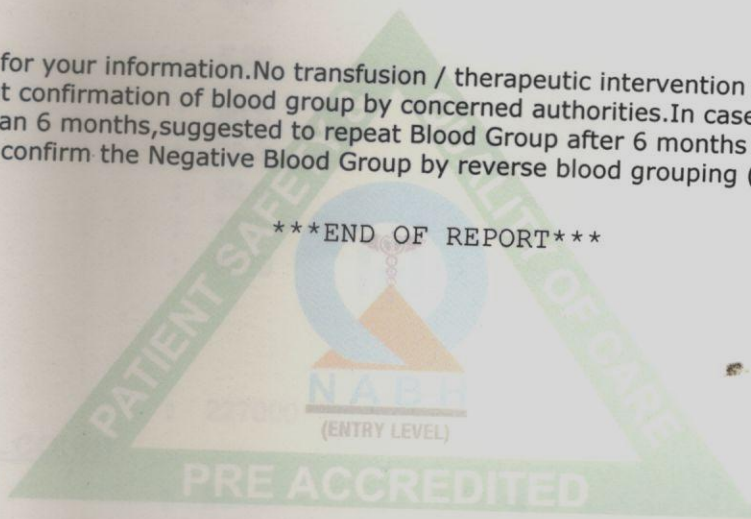 for your information.No transfusion / therapeutic intervention
t confirmation of blood group by concerned authorities.In case
an 6 months,suggested to repeat Blood Group after 6 months
confirm the Negative Blood Group by reverse blood grouping (
***END OF REPORT***
PATIENT SAFETY &
QUALITY OF CARE
NABH
(ENTRY LEVEL)
PRE ACCREDITED